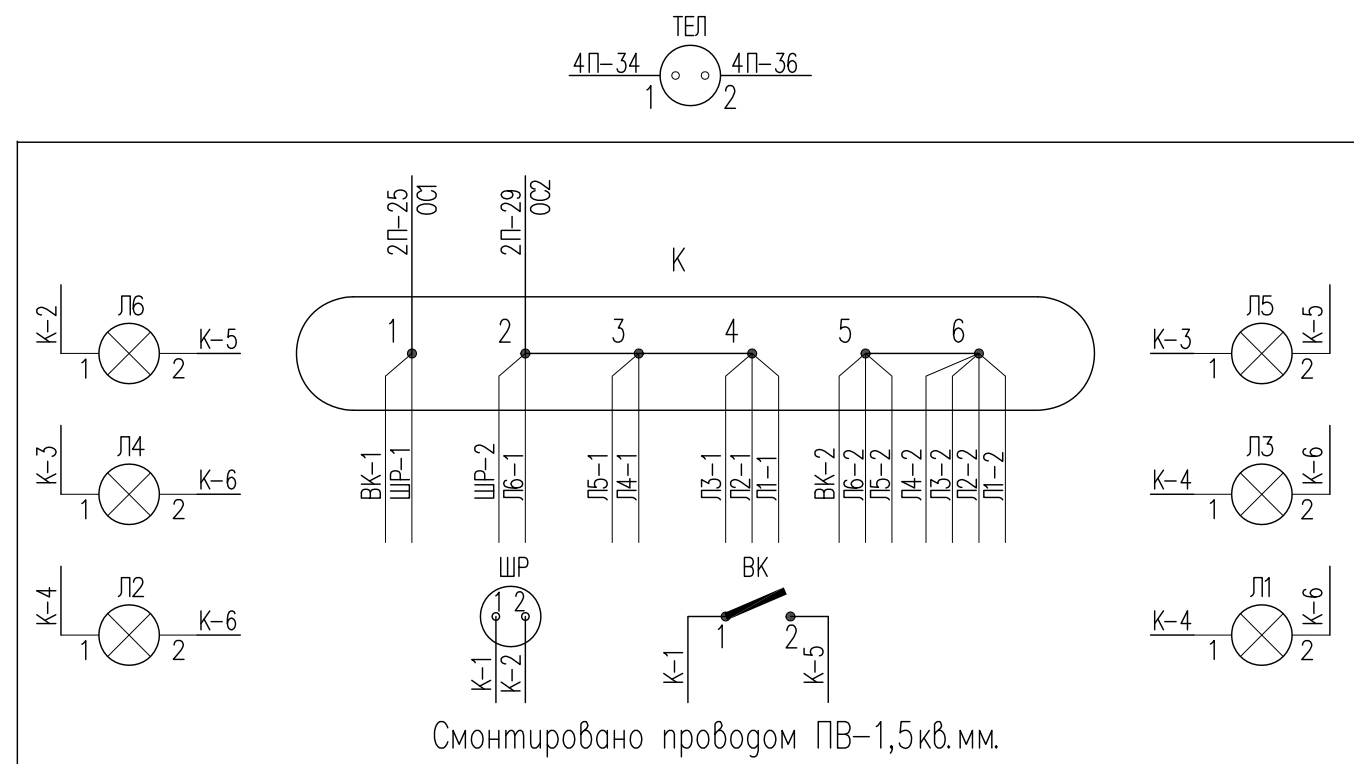 ТЕЛ
4П-34 4П-36
1 2
2П-25
ОС1
2П-29
ОС2
К
1 2 3 4 5 6
К-2
Л6
К-5
1 2
К-3
Л4
К-6
1 2
К-4
Л2
К-6
1 2
К-3
Л5
К-5
1 2
К-4
Л3
К-6
1 2
К-4
Л1
К-6
1 2
ВК-1
ШР-1
ШР-2
Л6-1
Л5-1
Л4-1
Л3-1
Л2-1
Л1-1
ВК-2
Л6-2
Л5-2
Л4-2
Л3-2
Л2-2
Л1-2
ШР
1 2
К-1
К-2
ВК
1 2
К-1
К-5
Смонтировано проводом ПВ-1,5кв.мм.